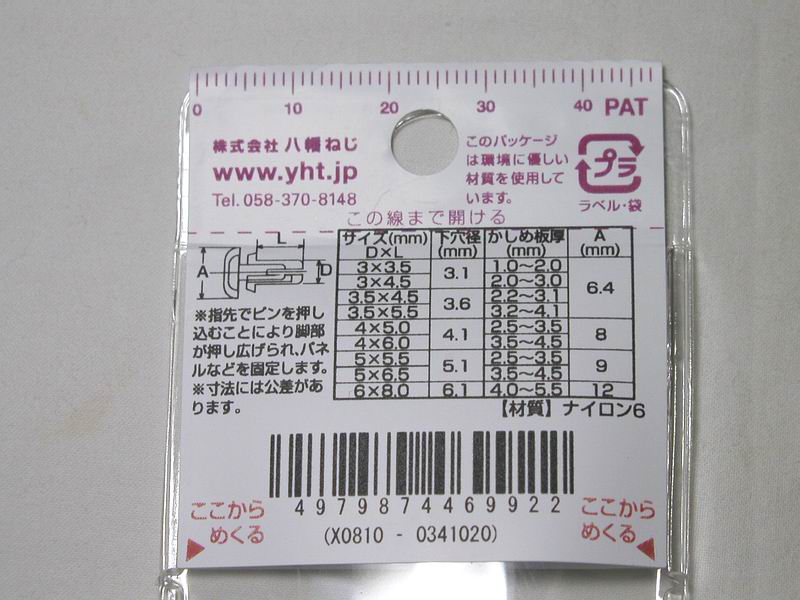 0 10 20 30 40 PAT
株式会社 八幡ねじ
www.yht.jp
Tel. 058-370-8148
このパッケージ
は環境に優しい
材質を使用して
います。
プラ
ラベル・袋
この線まで開ける
L
A
D
※指先でピンを押し
込むことにより脚部
が押し広げられ、パネ
ルなどを固定します。
※寸法には公差があ
ります。
サイズ(mm) 下穴径 かしめ板厚 A
D×L (mm) (mm) (mm)
3×3.5 3.1 1.0～2.0 6.4
3×4.5 2.0～3.0
3.5×4.5 3.6 2.2～3.1
3.5×5.5 3.2～4.1
4×5.0 4.1 2.5～3.5 8
4×6.0 3.5～4.5
5×5.5 5.1 2.5～3.5 9
5×6.5 3.5～4.5
6×8.0 6.1 4.0～5.5 12
【材質】ナイロン6
4979874469922
(X0810 - 0341020)
ここから
めくる
ここから
めくる